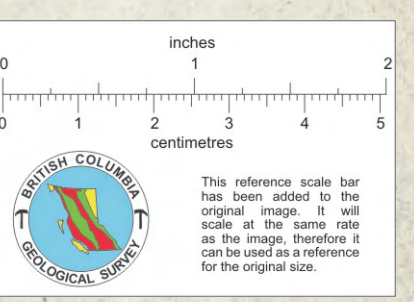 inches
0 1 2
0 1 2 3 4 5
centimetres
BRITISH COLUMBIA
GEOLOGICAL SURVEY
This reference scale bar
has been added to the
original image. It will
scale at the same rate
as the image, therefore it
can be used as a reference
for the original size.